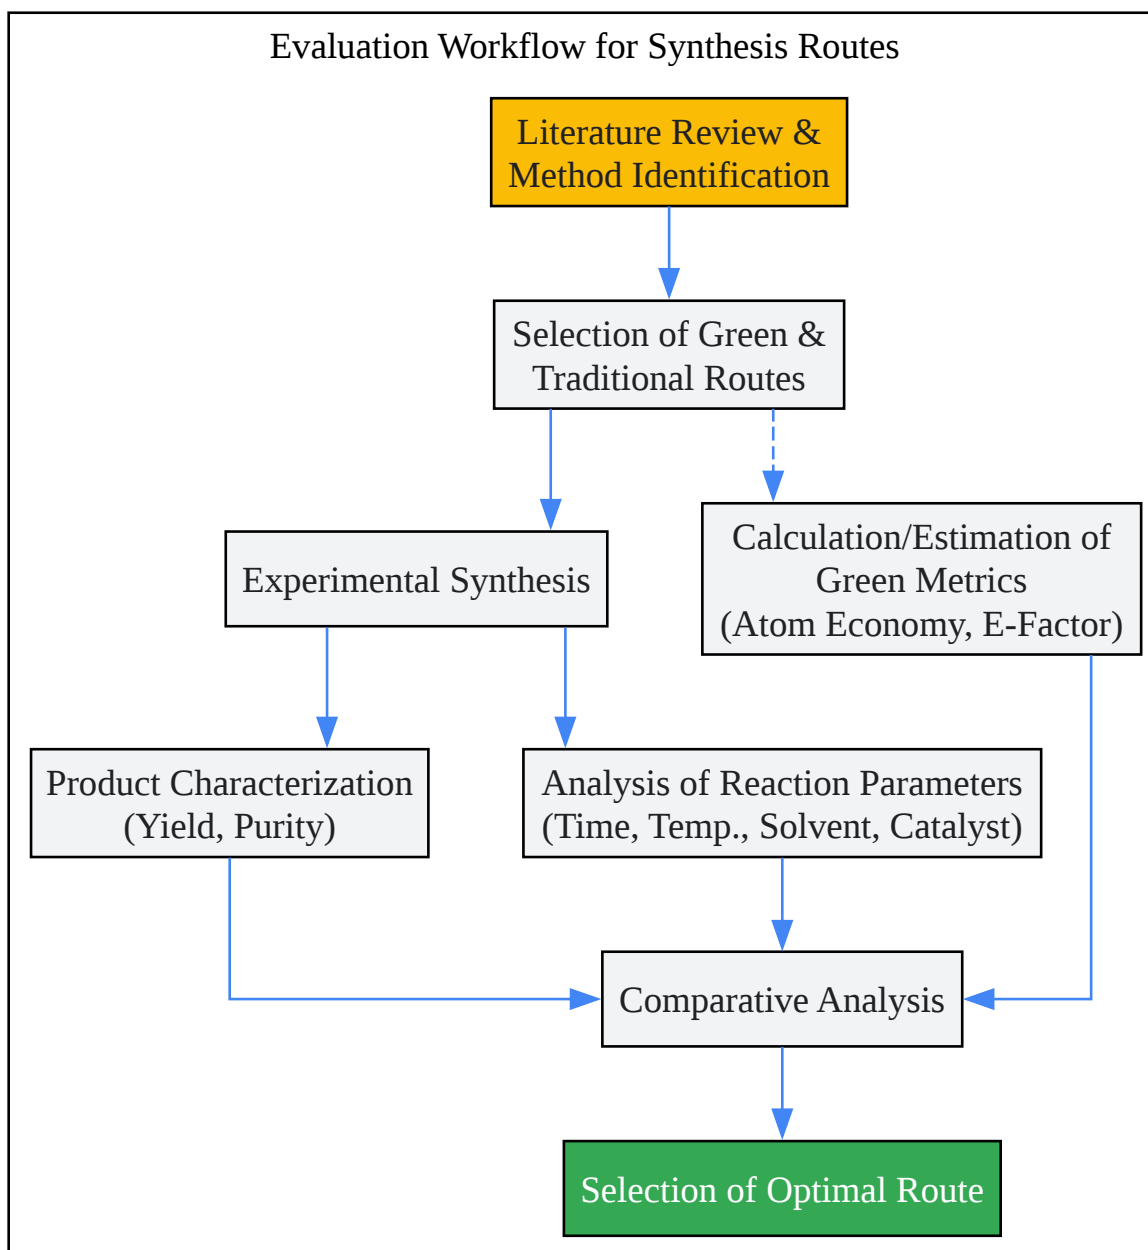 Evaluation Workflow for Synthesis Routes
Literature Review &
Method Identification
Selection of Green &
Traditional Routes
Experimental Synthesis
Calculation/Estimation of
Green Metrics
(Atom Economy, E-Factor)
Product Characterization
(Yield, Purity)
Analysis of Reaction Parameters
(Time, Temp., Solvent, Catalyst)
Comparative Analysis
Selection of Optimal Route